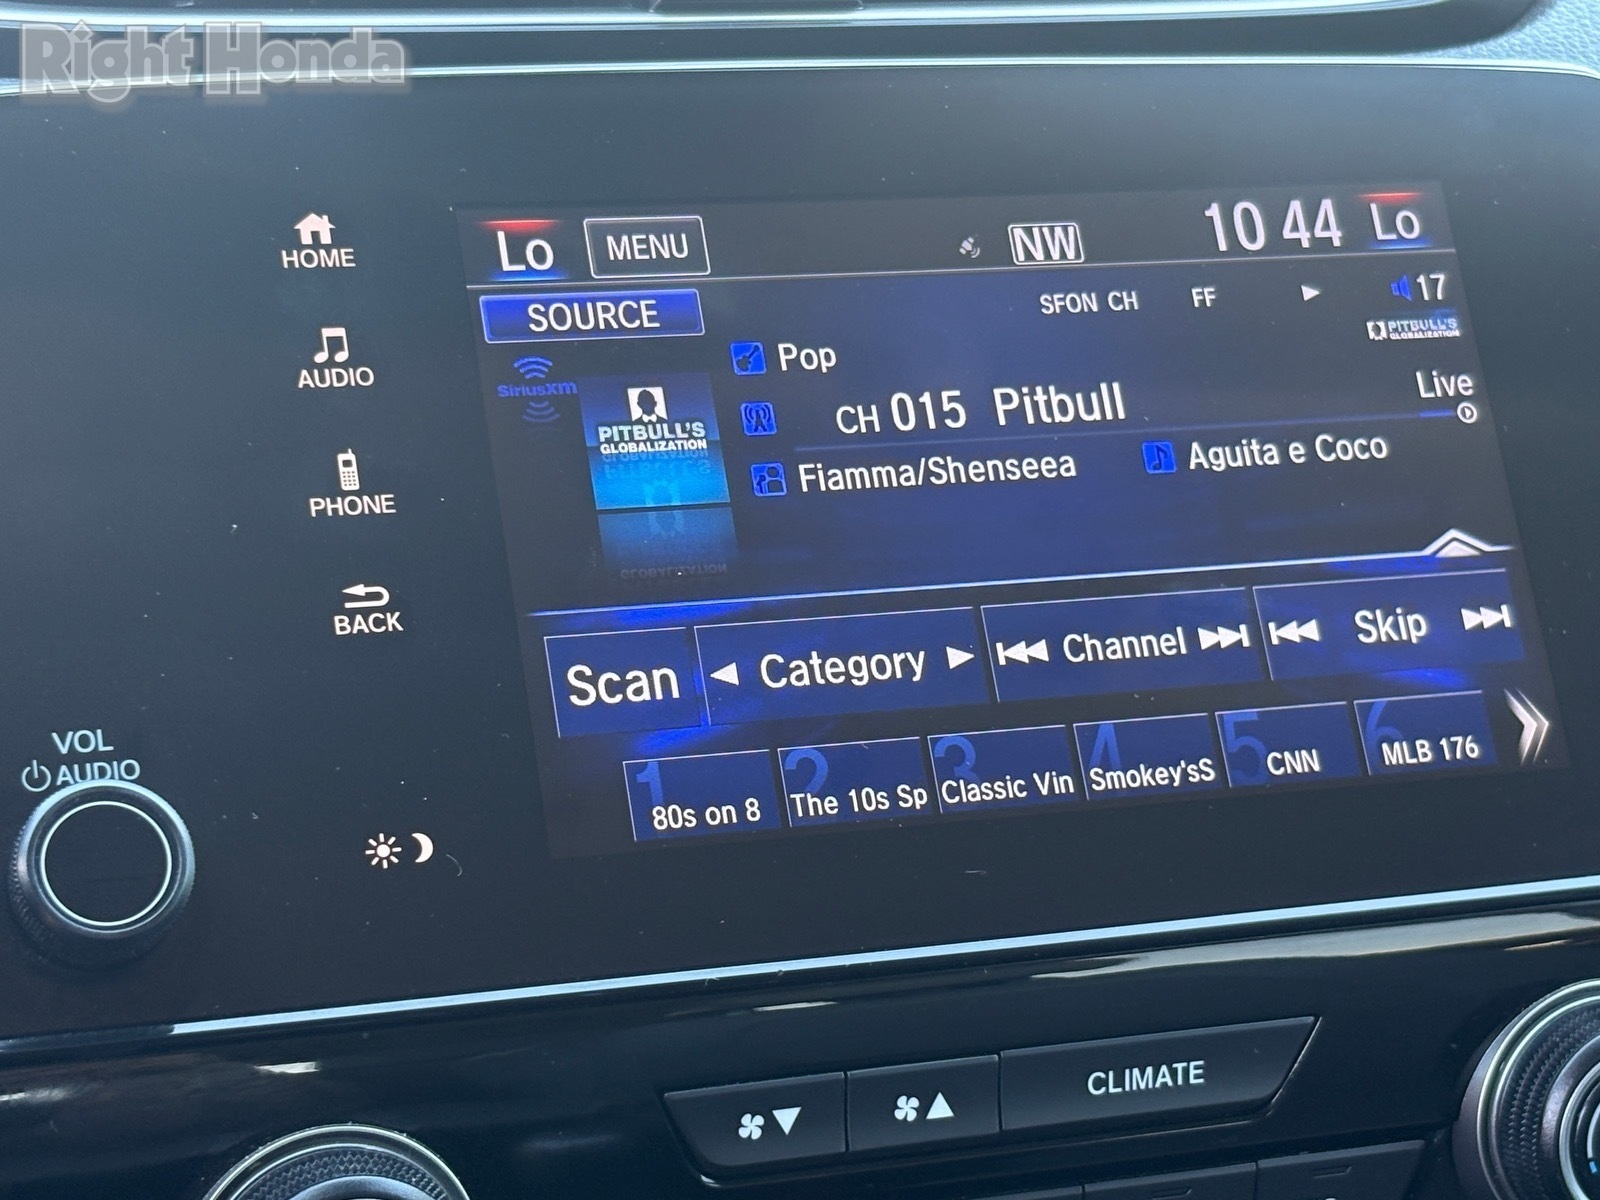 Right Honda
HOME
AUDIO
PHONE
BACK
VOL
AUDIO
Lo
MENU
NW
10 44
Lo
SOURCE
SFON CH
FF
17
SiriusXM
PITBULL'S
GLOBALIZATION
PITBULL'S
GLOBALIZATION
Pop
CH 015 Pitbull
Live
Fiamma/Shenseea
Aguita e Coco
Scan
Category
Channel
Skip
1
80s on 8
2
The 10s Sp
3
Classic Vin
4
Smokey'sS
5
CNN
6
MLB 176
CLIMATE